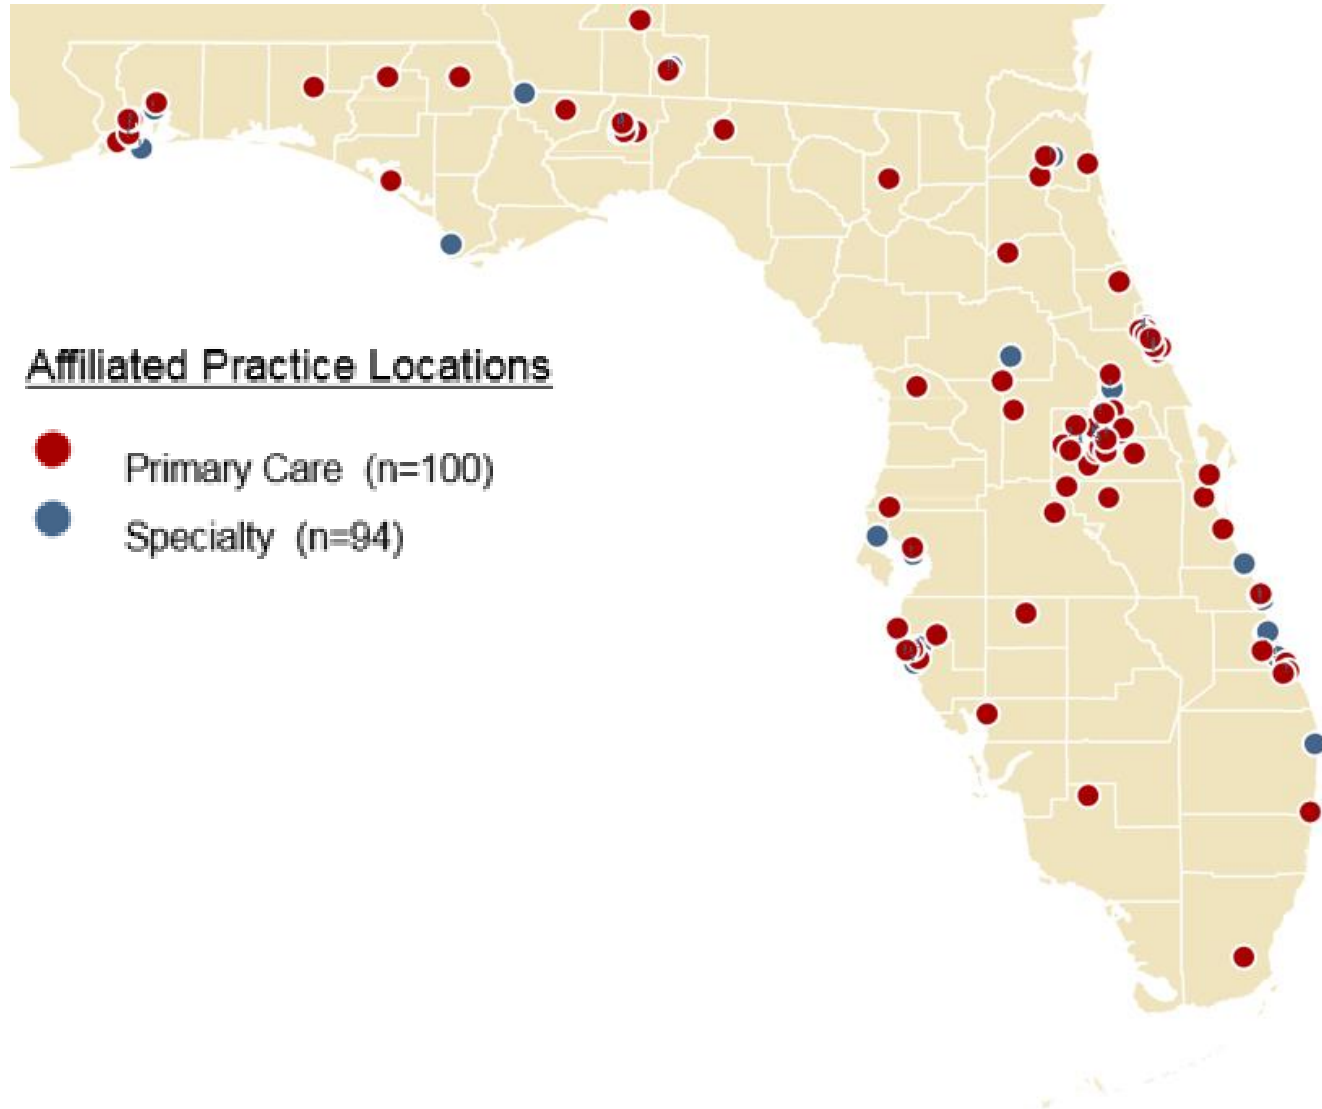 Affiliated Practice Locations
Primary Care (n=100)
Specialty (n=94)